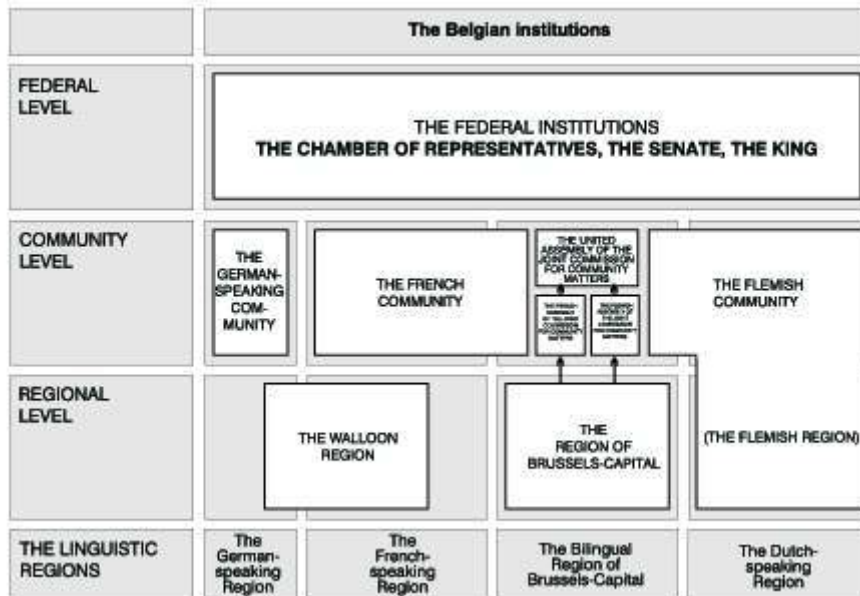 The Belgian institutions
FEDERAL
LEVEL
THE FEDERAL INSTITUTIONS
THE CHAMBER OF REPRESENTATIVES, THE SENATE, THE KING
COMMUNITY
LEVEL
THE
GERMAN-
SPEAKING
COM-
MUNITY
THE FRENCH
COMMUNITY
THE UNITED
ASSEMBLY OF THE
JOINT COMMISSION
FOR COMMUNITY
MATTERS
THE FLEMISH
COMMUNITY
REGIONAL
LEVEL
THE WALLOON
REGION
THE
REGION OF
BRUSSELS-CAPITAL
(THE FLEMISH REGION)
THE LINGUISTIC
REGIONS
The
German-
speaking
Region
The
French-
speaking
Region
The Bilingual
Region of
Brussels-Capital
The Dutch-
speaking
Region